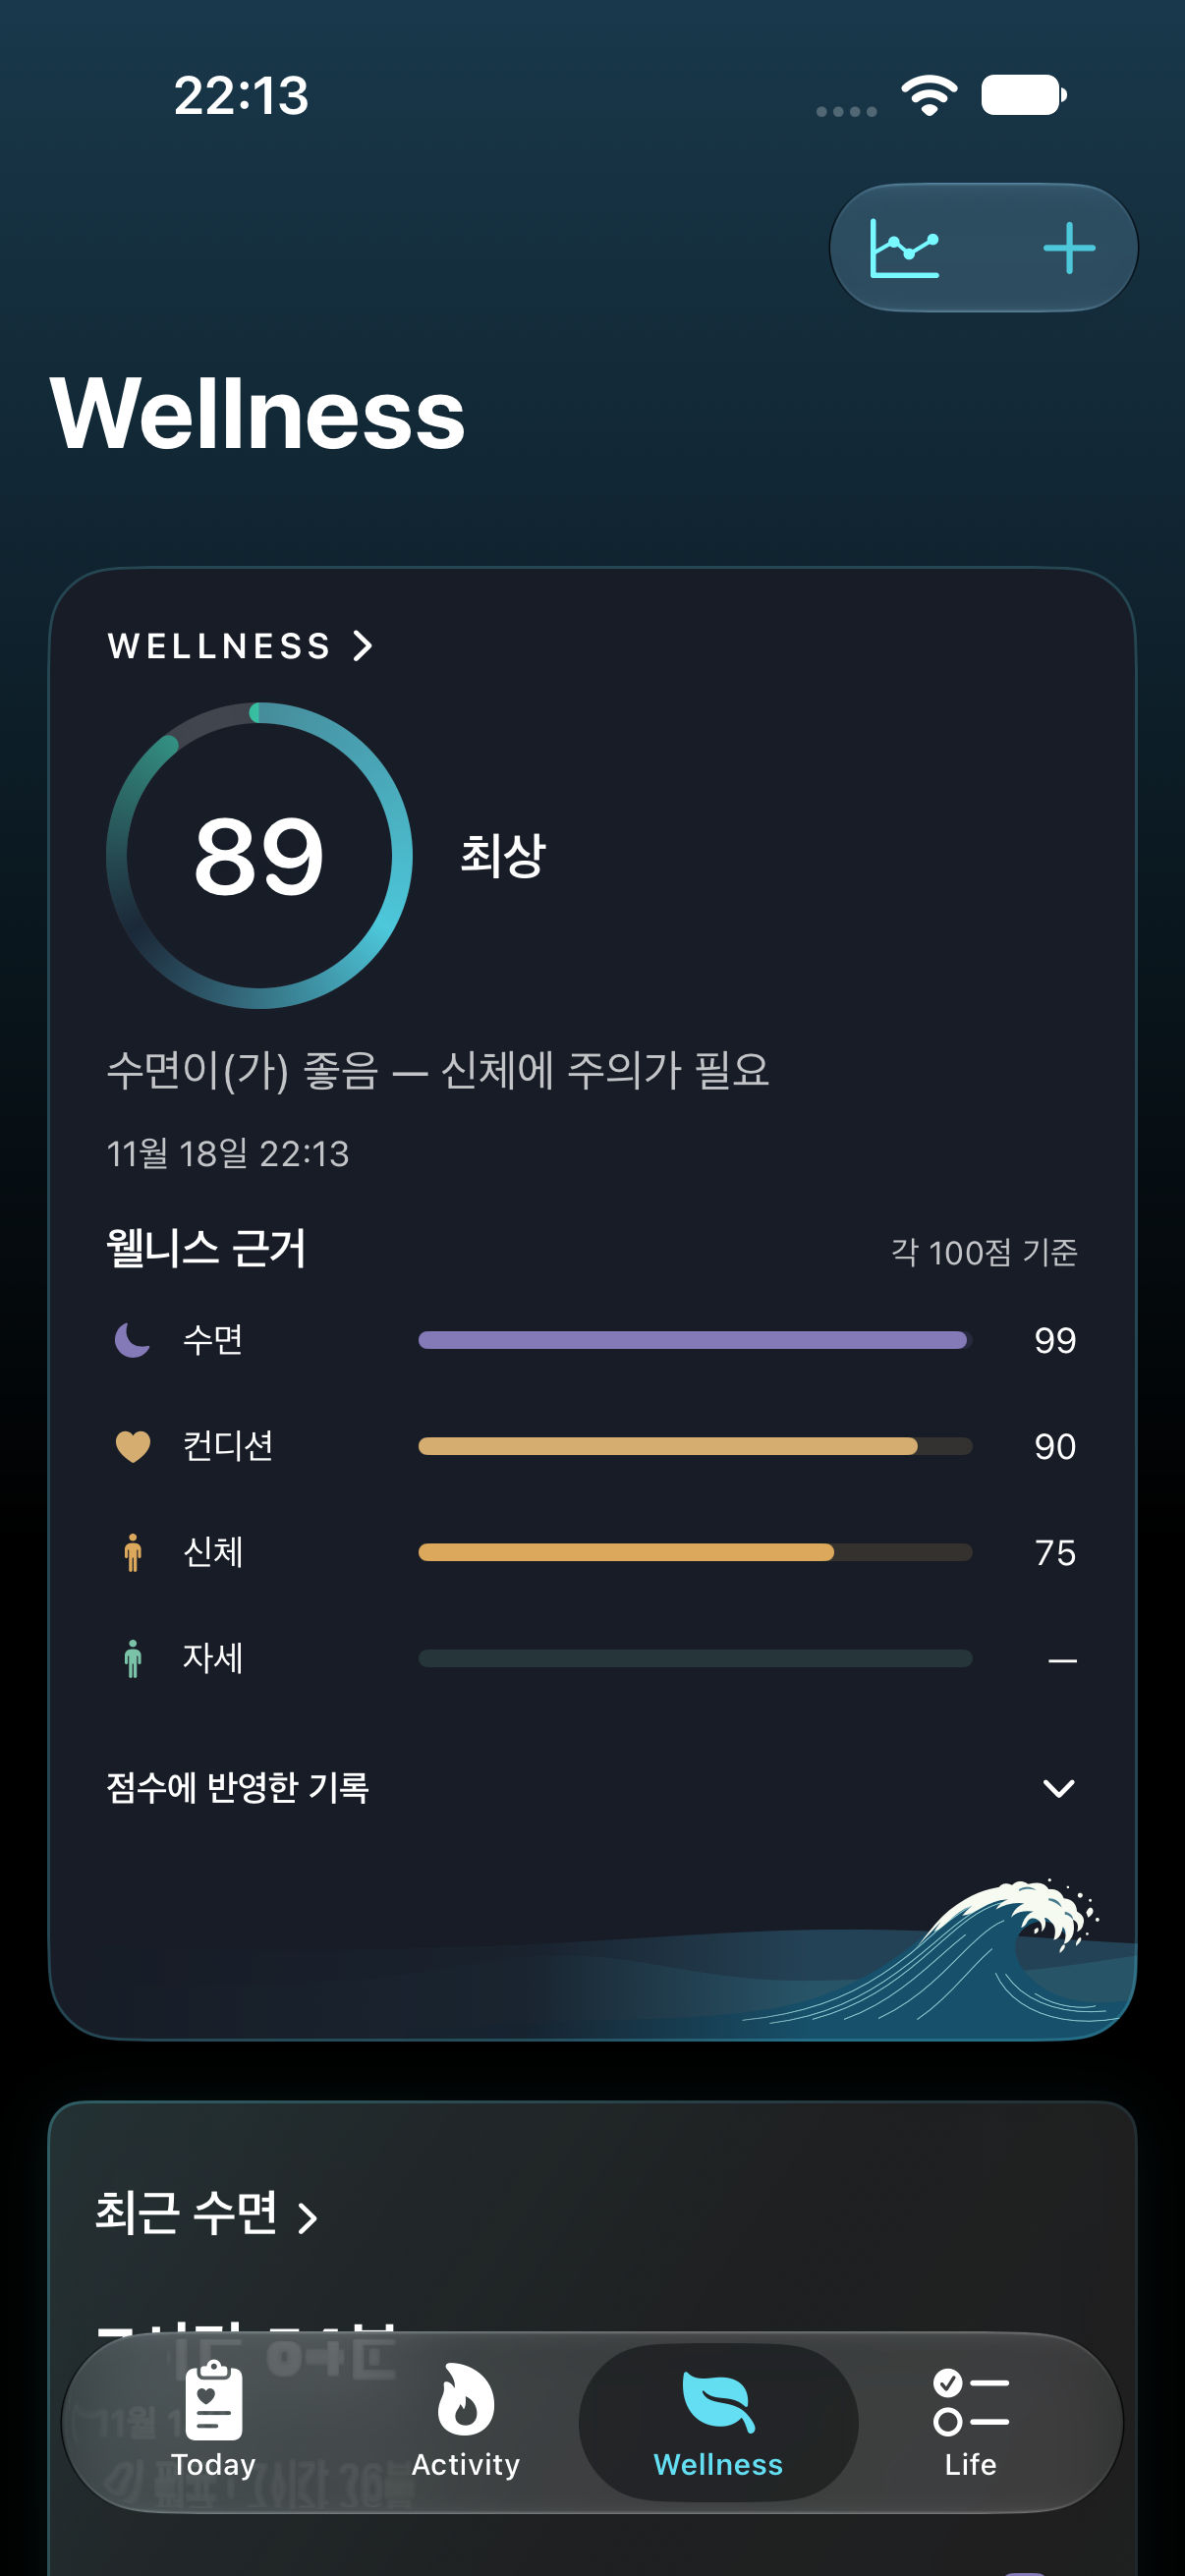 22:13
Wellness
WELLNESS
89
최상
수면이(가) 좋음 — 신체에 주의가 필요
11월 18일 22:13
웰니스 근거
각 100점 기준
수면 99
컨디션 90
신체 75
자세 —
점수에 반영한 기록
최근 수면
Today
Activity
Wellness
Life